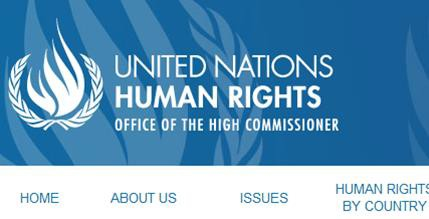 UNITED NATIONS
HUMAN RIGHTS
OFFICE OF THE HIGH COMMISSIONER
HOME ABOUT US ISSUES HUMAN RIGHTS
BY COUNTRY